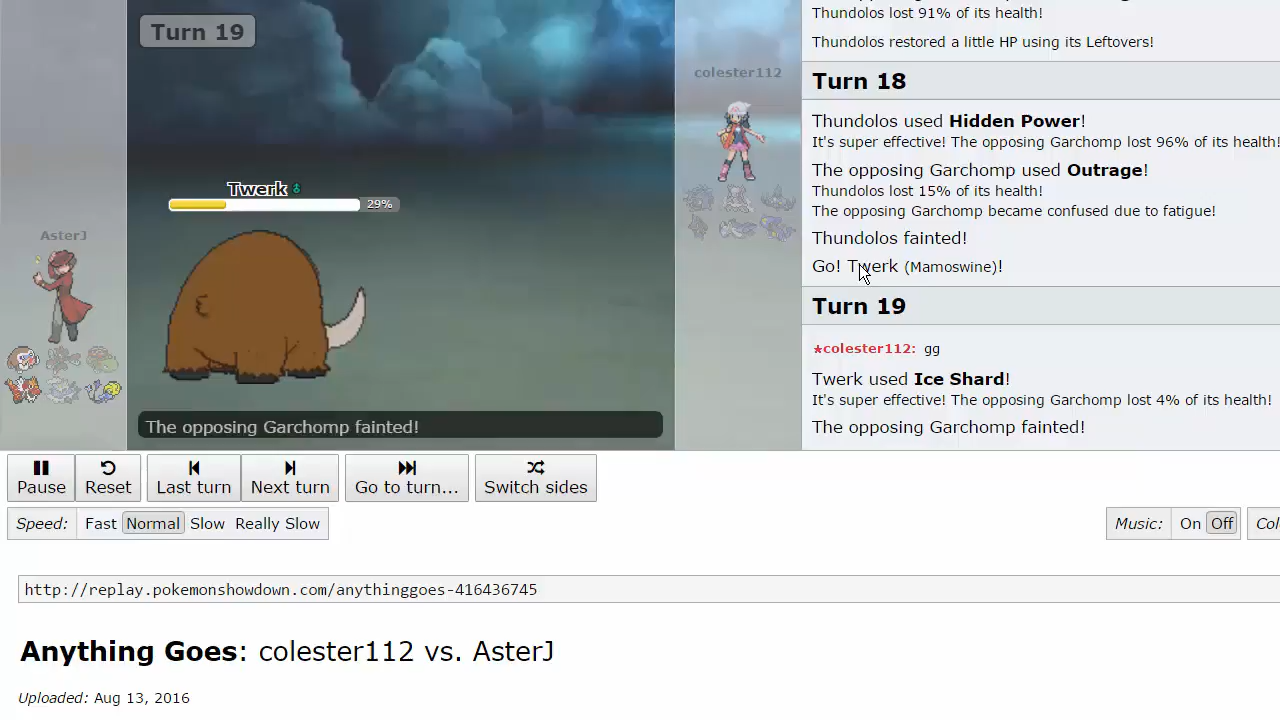 Turn 19
colester112
Twerk
29%
AsterJ
The opposing Garchomp fainted!
Thundolos lost 91% of its health!
Thundolos restored a little HP using its Leftovers!
Turn 18
Thundolos used Hidden Power!
It's super effective! The opposing Garchomp lost 96% of its health!
The opposing Garchomp used Outrage!
Thundolos lost 15% of its health!
The opposing Garchomp became confused due to fatigue!
Thundolos fainted!
Go! Twerk (Mamoswine)!
Turn 19
★colester112: gg
Twerk used Ice Shard!
It's super effective! The opposing Garchomp lost 4% of its health!
The opposing Garchomp fainted!
Pause Reset Last turn Next turn Go to turn... Switch sides
Speed: Fast Normal Slow Really Slow
Music: On Off
http://replay.pokemonshowdown.com/anythinggoes-416436745
Anything Goes: colester112 vs. AsterJ
Uploaded: Aug 13, 2016